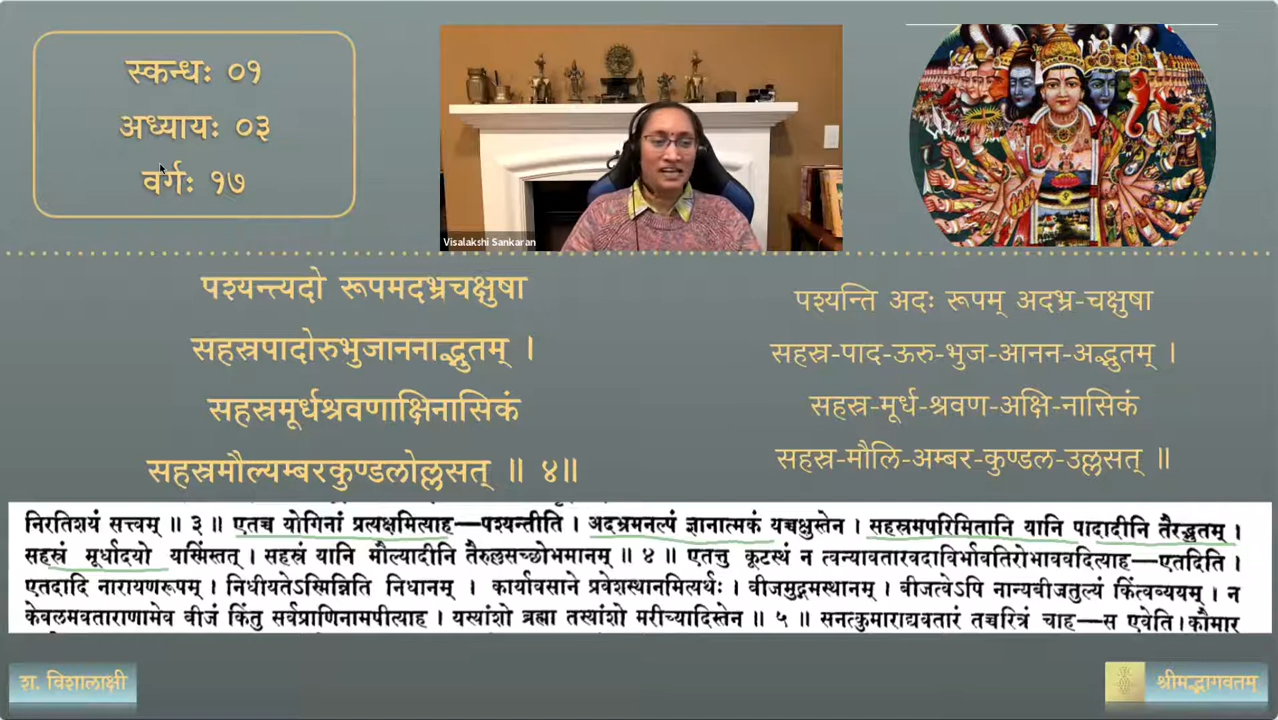 स्कन्धः ०१
अध्यायः ०३
वर्गः १७
Visalakshi Sankaran
पश्यन्त्यदो रूपमदभ्रचक्षुषा
सहस्रपादोरुभुजाननाद्भुतम् ।
सहस्रमूर्धश्रवणाक्षिनासिकं
सहस्रमौल्यम्बरकुण्डलोल्लसत् ॥ ४॥
पश्यन्ति अदः रूपम् अदभ्र-चक्षुषा
सहस्र-पाद-ऊरु-भुज-आनन-अद्भुतम् ।
सहस्र-मूर्ध-श्रवण-अक्षि-नासिकं
सहस्र-मौलि-अम्बर-कुण्डल-उल्लसत् ॥
निरतिशयं सत्त्वम् ॥ ३ ॥ एतच्च योगिनां प्रत्यक्षमित्याह—पश्यन्तीति । अदभ्रमनल्पं ज्ञानात्मकं यच्चक्षुस्तेन । सहस्रमपरिमितानि यानि पादादीनि तैरद्भुतम् ।
सहस्रं मूर्धादयो यस्मिंस्तत् । सहस्रं यानि मौल्यादीनि तैरुल्लसच्छोभमानम् ॥ ४ ॥ एतत्तु कूटस्थं न त्वन्यावतारवदाविर्भावतिरोभाववदित्याह—एतदिति ।
एतदादि नारायणरूपम् । निधीयतेऽस्मिन्निति निधानम् । कार्यावसाने प्रवेशस्थानमित्यर्थः । बीजमुद्गमस्थानम् । बीजत्वेऽपि नान्यबीजतुल्यं किंत्वव्ययम् । न
केवलमवताराणामेव बीजं किंतु सर्वप्राणिनामपीत्याह । यस्यांशो ब्रह्मा तस्यांशो मरीच्यादिस्तेन ॥ ५ ॥ सनत्कुमाराद्यवतारं तच्चरित्रं चाह—स एवेति । कौमार
श. विशालाक्षी
श्रीमद्भागवतम्